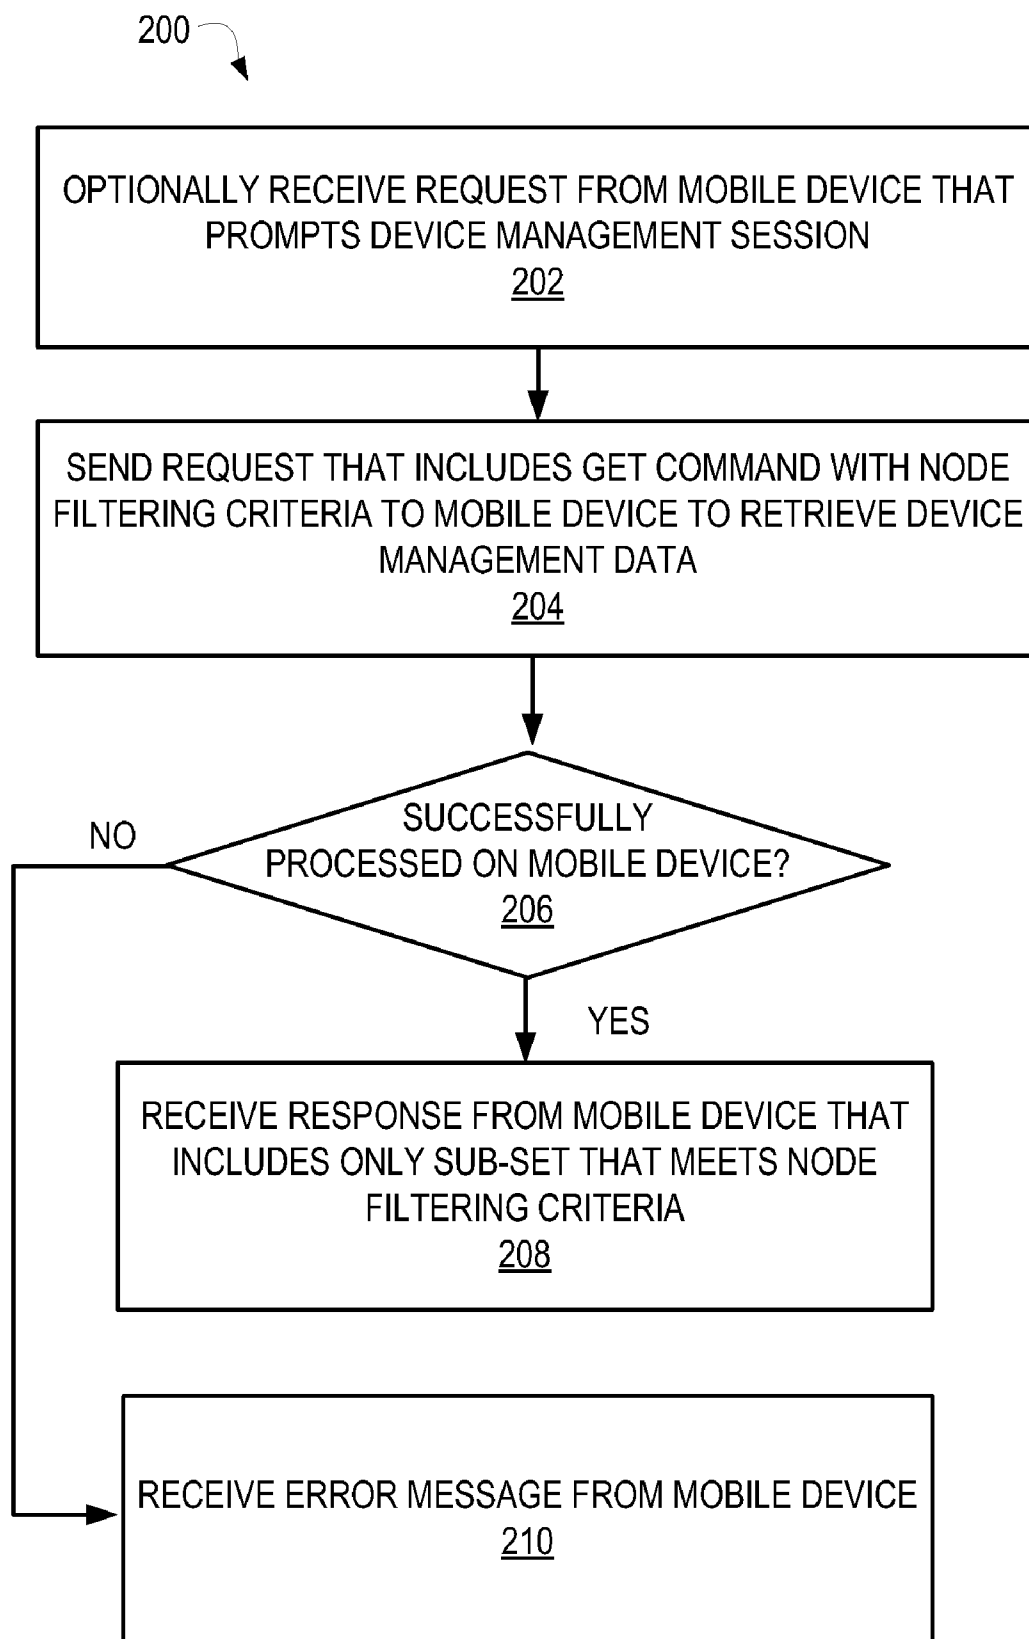 200
OPTIONALLY RECEIVE REQUEST FROM MOBILE DEVICE THAT
PROMPTS DEVICE MANAGEMENT SESSION
202
SEND REQUEST THAT INCLUDES GET COMMAND WITH NODE
FILTERING CRITERIA TO MOBILE DEVICE TO RETRIEVE DEVICE
MANAGEMENT DATA
204
SUCCESSFULLY
PROCESSED ON MOBILE DEVICE?
206
NO
YES
RECEIVE RESPONSE FROM MOBILE DEVICE THAT
INCLUDES ONLY SUB-SET THAT MEETS NODE
FILTERING CRITERIA
208
RECEIVE ERROR MESSAGE FROM MOBILE DEVICE
210